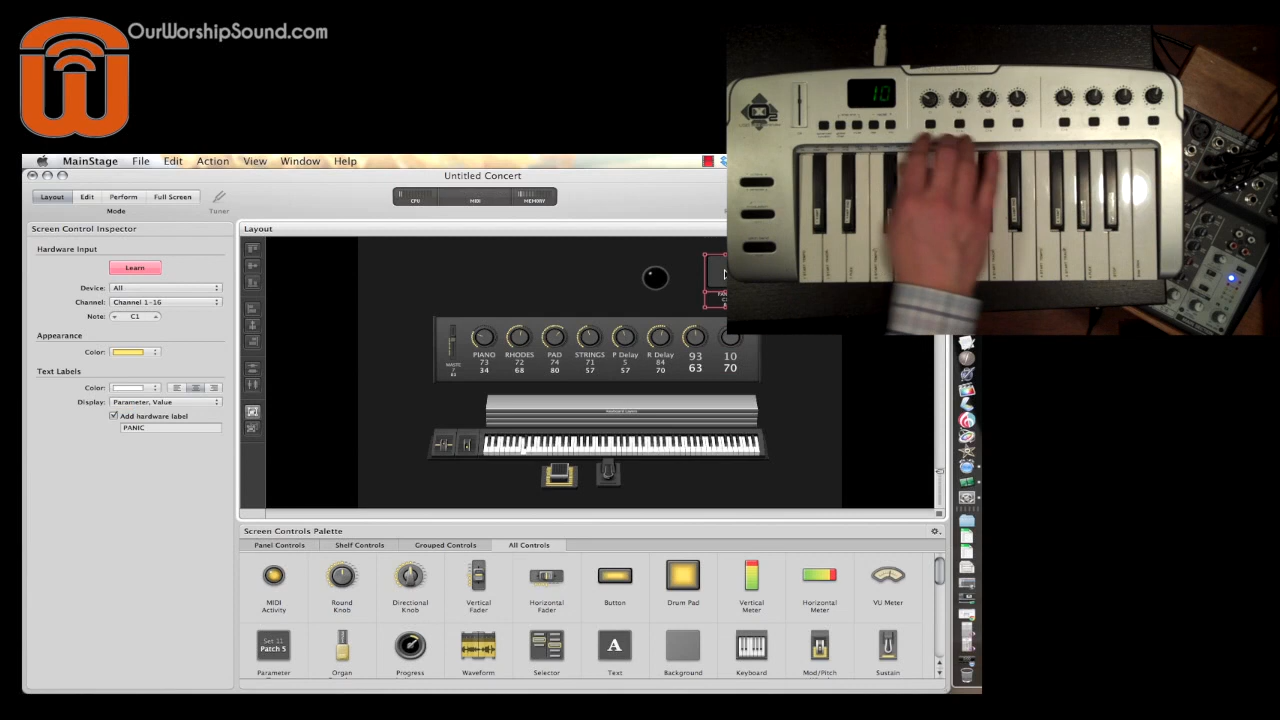 OurWorshipSound.com
10
MainStage File Edit Action View Window Help
Untitled Concert
Layout Edit Perform Full Screen
Mode
Tuner
CPU MIDI MEMORY
Screen Control Inspector
Layout
Hardware Input
Learn
Device: All
Channel: Channel 1-16
Note: C1
Appearance
Color:
Text Labels
Color:
Display: Parameter, Value
Add hardware label
PANIC
PIANO RHODES PAD STRINGS P Delay R Delay 93 10
73 72 74 71 5 84 63 70
34 68 80 57 57 70
Screen Controls Palette
Panel Controls Shelf Controls Grouped Controls All Controls
MIDI Activity
Round Knob
Directional Knob
Vertical Fader
Horizontal Fader
Button
Drum Pad
Vertical Meter
Horizontal Meter
VU Meter
Set 11
Patch 5
A
Parameter
Organ
Progress
Waveform
Selector
Text
Background
Keyboard
Mod/Pitch
Sustain